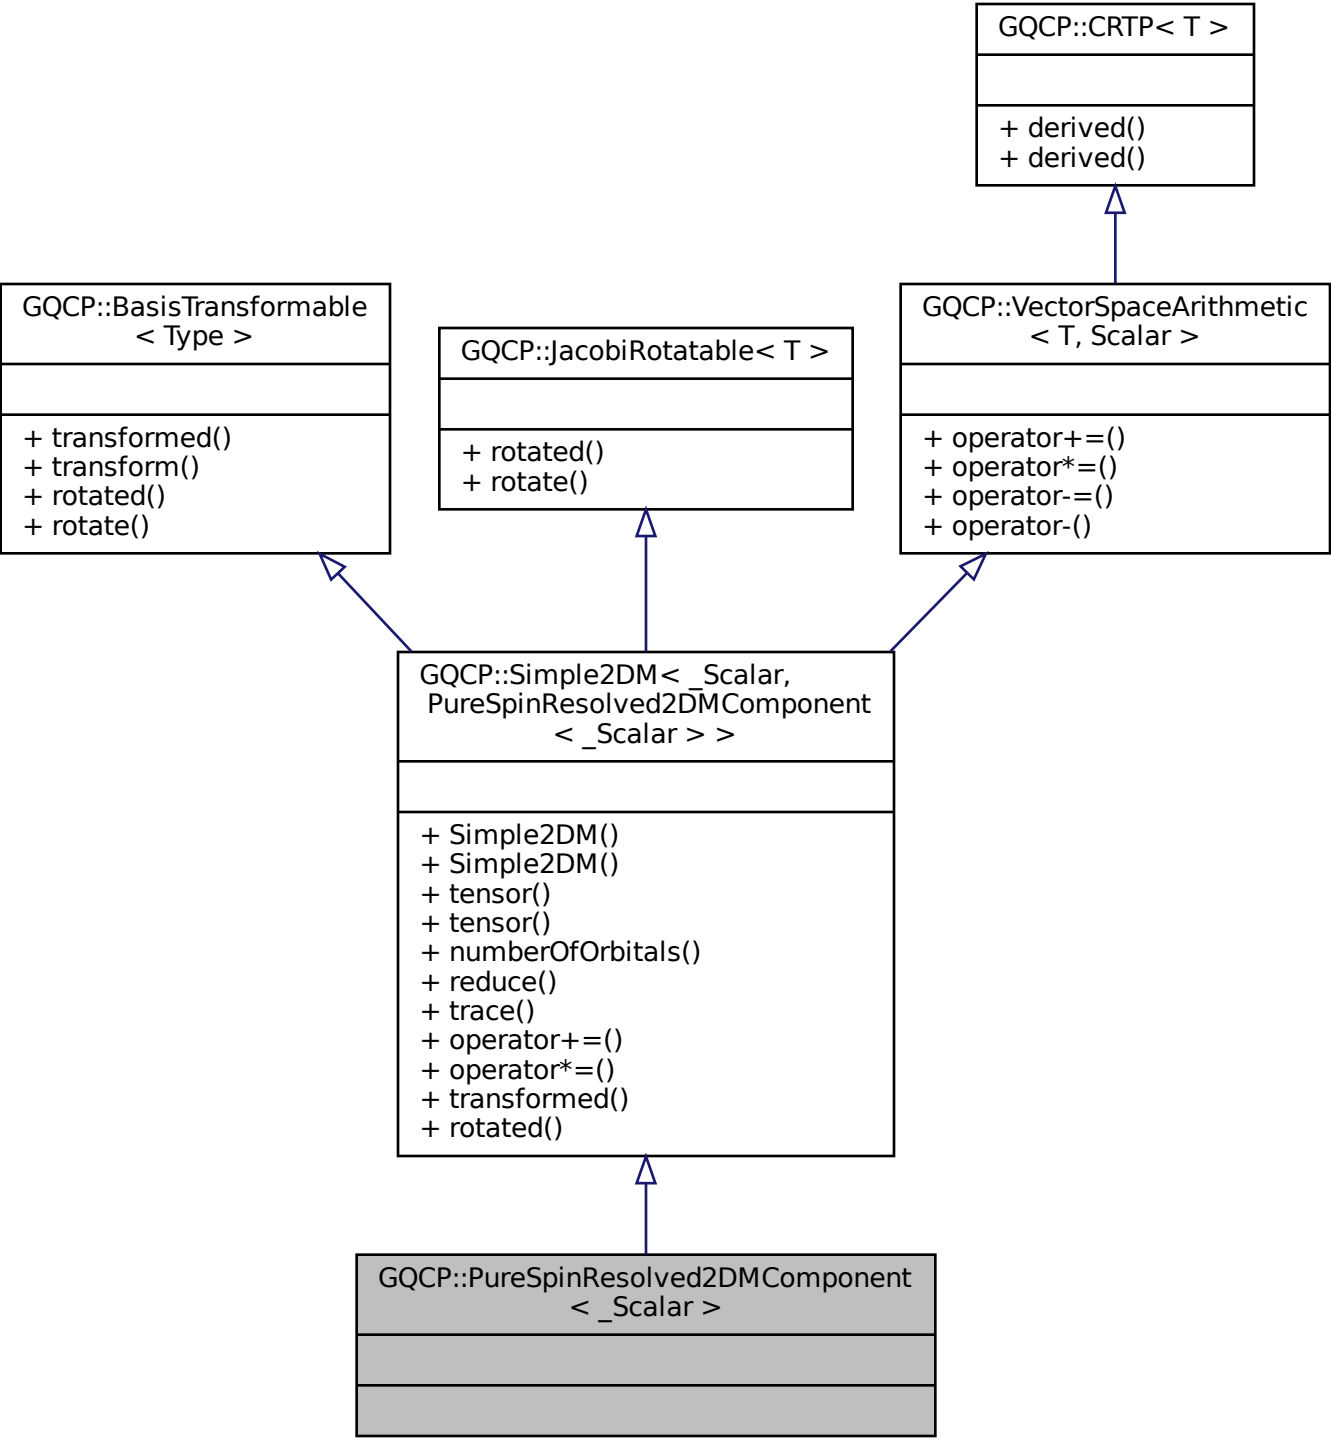 GQCP::CRTP< T >
+ derived()
+ derived()
GQCP::BasisTransformable
< Type >
+ transformed()
+ transform()
+ rotated()
+ rotate()
GQCP::JacobiRotatable< T >
+ rotated()
+ rotate()
GQCP::VectorSpaceArithmetic
< T, Scalar >
+ operator+=()
+ operator*=()
+ operator-=()
+ operator-()
GQCP::Simple2DM< _Scalar,
PureSpinResolved2DMComponent
< _Scalar > >
+ Simple2DM()
+ Simple2DM()
+ tensor()
+ tensor()
+ numberOfOrbitals()
+ reduce()
+ trace()
+ operator+=()
+ operator*=()
+ transformed()
+ rotated()
GQCP::PureSpinResolved2DMComponent
< _Scalar >